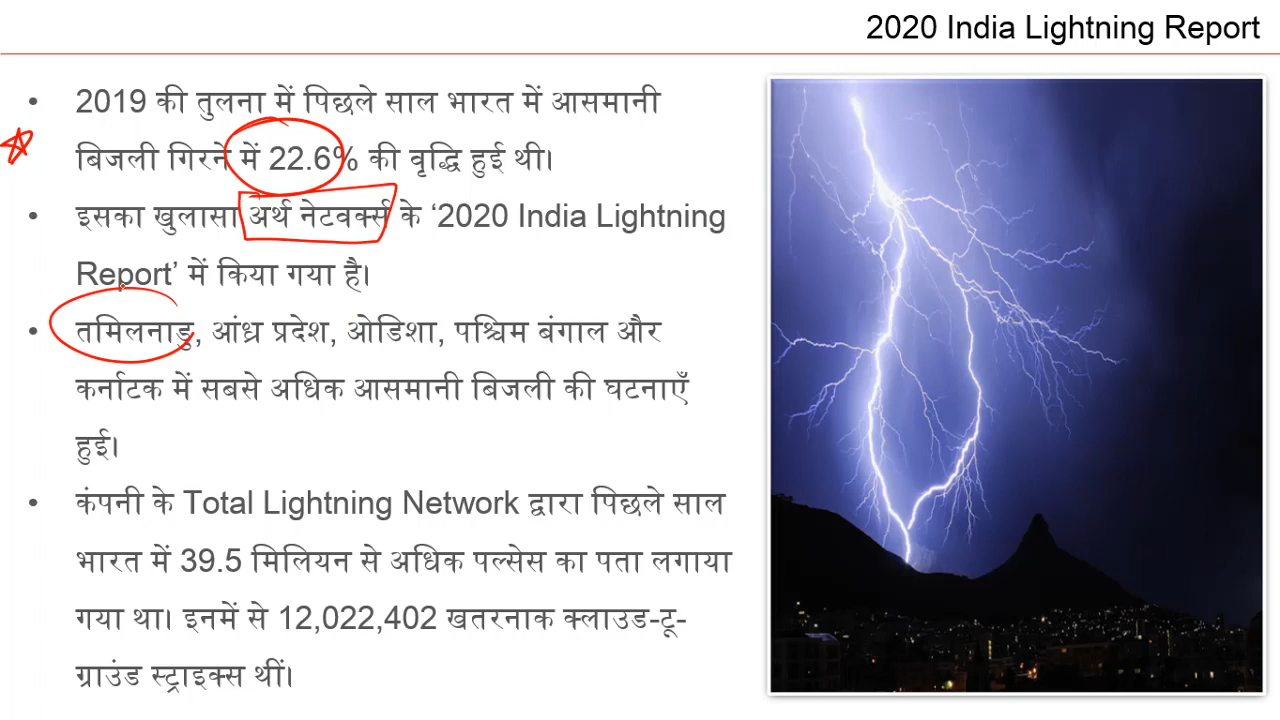 2020 India Lightning Report
• 2019 की तुलना में पिछले साल भारत में आसमानी
बिजली गिरने में 22.6% की वृद्धि हुई थी।
• इसका खुलासा अर्थ नेटवर्क्स के ‘2020 India Lightning
Report’ में किया गया है।
• तमिलनाडु, आंध्र प्रदेश, ओडिशा, पश्चिम बंगाल और
कर्नाटक में सबसे अधिक आसमानी बिजली की घटनाएँ
हुई।
• कंपनी के Total Lightning Network द्वारा पिछले साल
भारत में 39.5 मिलियन से अधिक पल्सेस का पता लगाया
गया था। इनमें से 12,022,402 खतरनाक क्लाउड-टू-
ग्राउंड स्ट्राइक्स थीं।